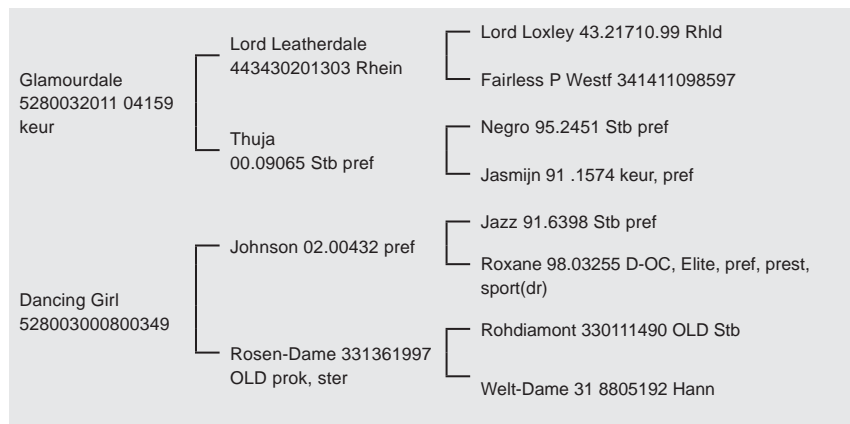 Glamourdale
5280032011 04159
keur
Lord Leatherdale
443430201303 Rhein
Lord Loxley 43.21710.99 Rhld
Fairless P Westf 341411098597
Thuja
00.09065 Stb pref
Negro 95.2451 Stb pref
Jasmijn 91 .1574 keur, pref
Dancing Girl
528003000800349
Johnson 02.00432 pref
Jazz 91.6398 Stb pref
Roxane 98.03255 D-OC, Elite, pref, prest,
sport(dr)
Rosen-Dame 331361997
OLD prok, ster
Rohdiamont 330111490 OLD Stb
Welt-Dame 31 8805192 Hann